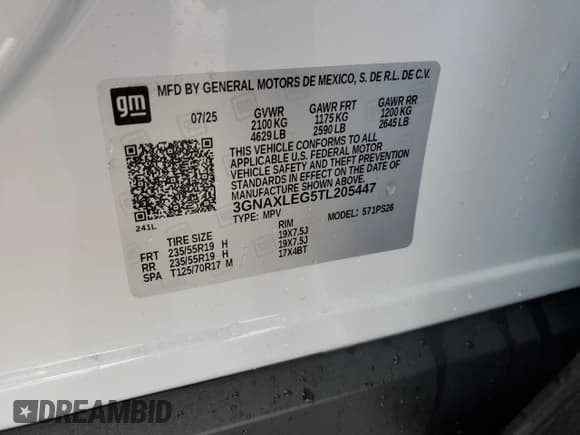 MFD BY GENERAL MOTORS DE MEXICO, S. DE R.L. DE C.V.
gm
07/25 GVWR GAWR FRT GAWR RR
2100 KG 1175 KG 1200 KG
4629 LB 2590 LB 2645 LB
THIS VEHICLE CONFORMS TO ALL
APPLICABLE U.S. FEDERAL MOTOR
VEHICLE SAFETY AND THEFT PREVENTION
STANDARDS IN EFFECT ON THE DATE OF
MANUFACTURE SHOWN ABOVE.
3GNAXLEG5TL205447
TYPE: MPV MODEL: 571PS26
241L
TIRE SIZE RIM
FRT 235/55R19 H 19X7.5J
RR 235/55R19 H 19X7.5J
SPA T125/70R17 M 17X4BT
DREAMBID